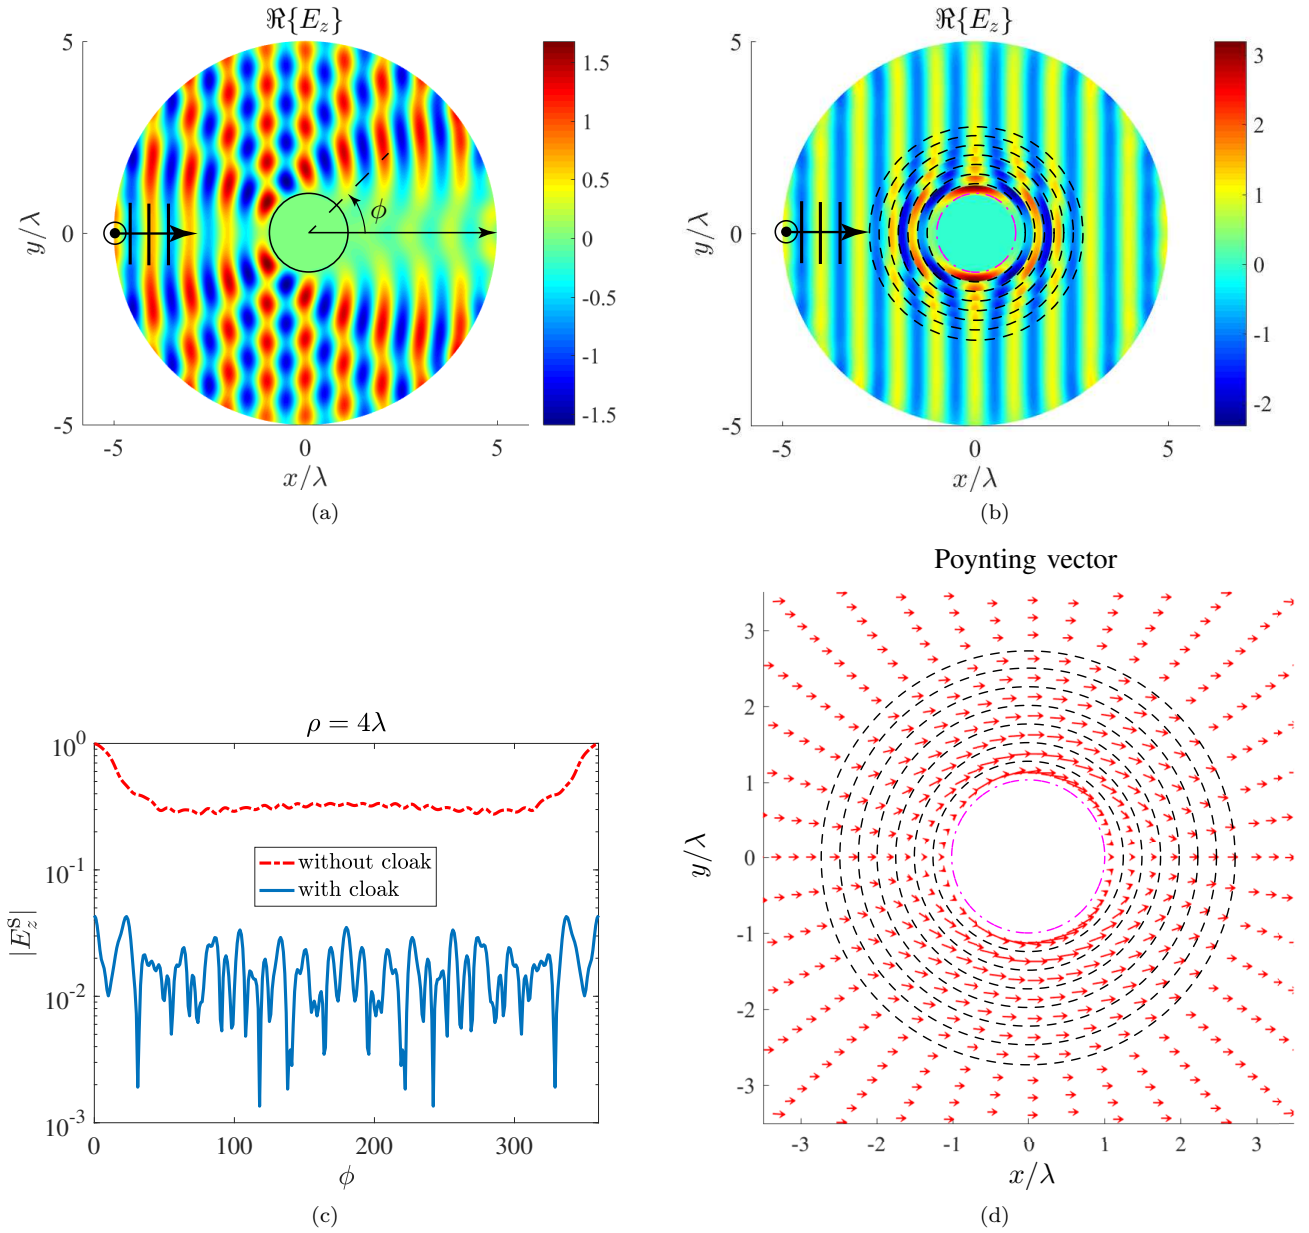 ℜ{E_z}
5
0
-5
y/λ
-5
0
5
x/λ
ϕ
1.5
1
0.5
0
-0.5
-1
-1.5
(a)
ℜ{E_z}
5
0
-5
y/λ
-5
0
5
x/λ
3
2
1
0
-1
-2
(b)
ρ = 4λ
10^0
10^-1
10^-2
10^-3
|E_z^S|
without cloak
with cloak
0
100
200
300
ϕ
(c)
Poynting vector
3
2
1
0
-1
-2
-3
y/λ
-3
-2
-1
0
1
2
3
x/λ
(d)